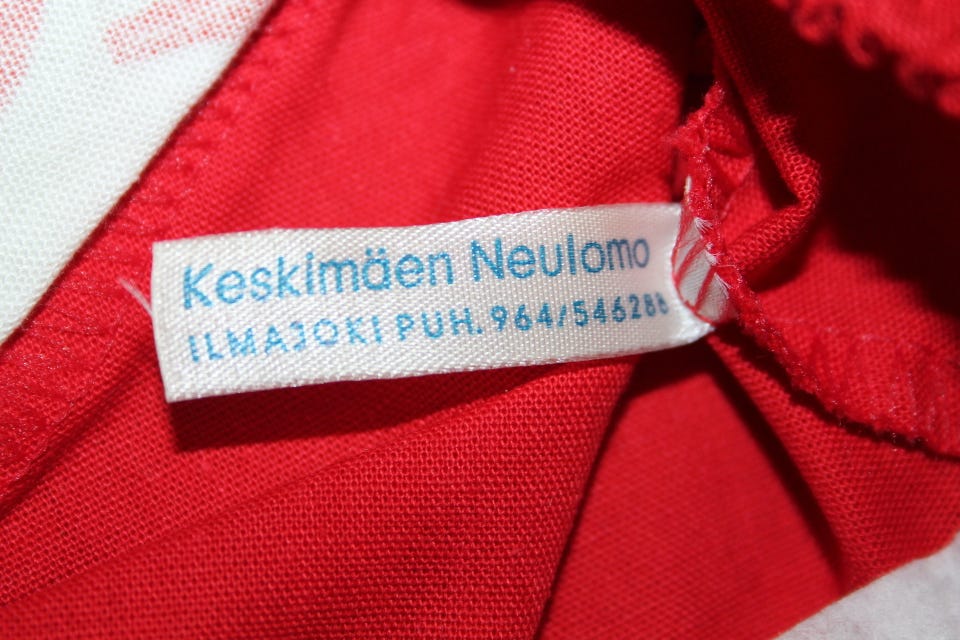 Keskimäen Neulomo
ILMAJOKI PUH. 964/546288